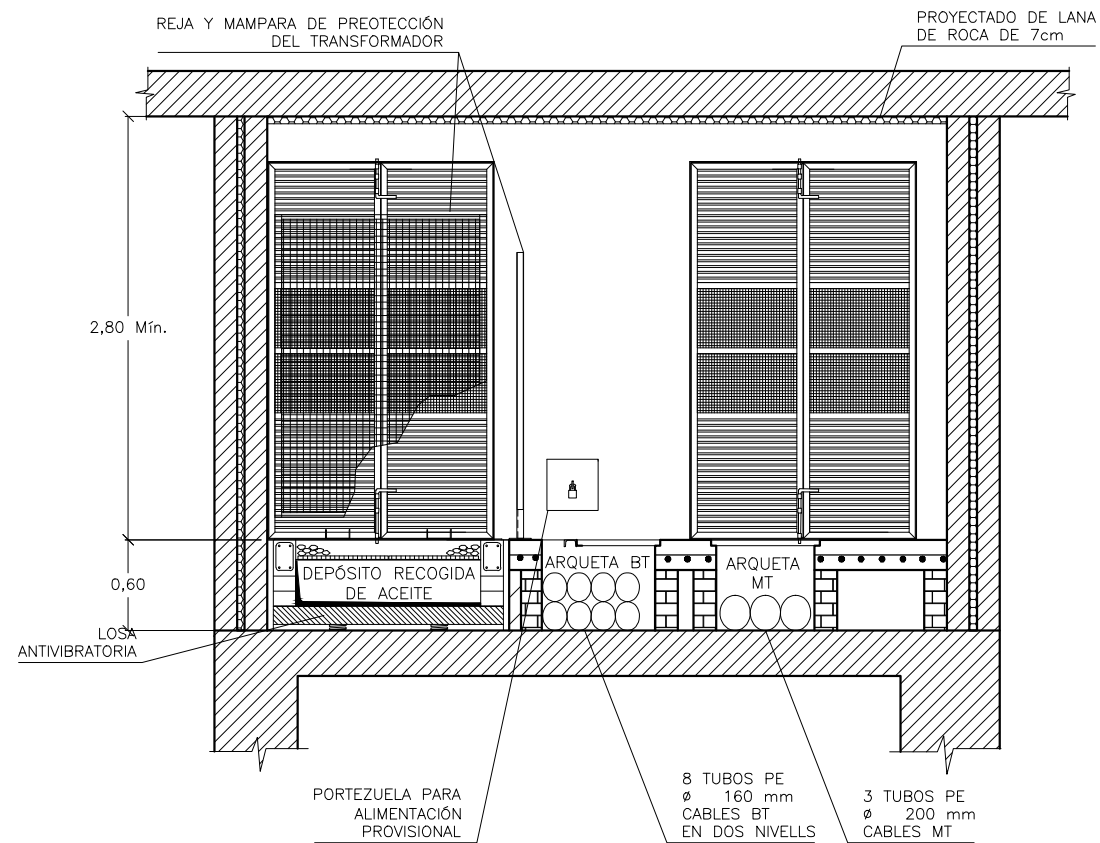 REJA Y MAMPARA DE PREOTECCIÓN
DEL TRANSFORMADOR
PROYECTADO DE LANA
DE ROCA DE 7cm
2,80 Mín.
0,60
DEPÓSITO RECOGIDA
DE ACEITE
ARQUETA BT
ARQUETA
MT
LOSA
ANTIVIBRATORIA
PORTEZUELA PARA
ALIMENTACIÓN
PROVISIONAL
8 TUBOS PE
ø 160 mm
CABLES BT
EN DOS NIVELLS
3 TUBOS PE
ø 200 mm
CABLES MT